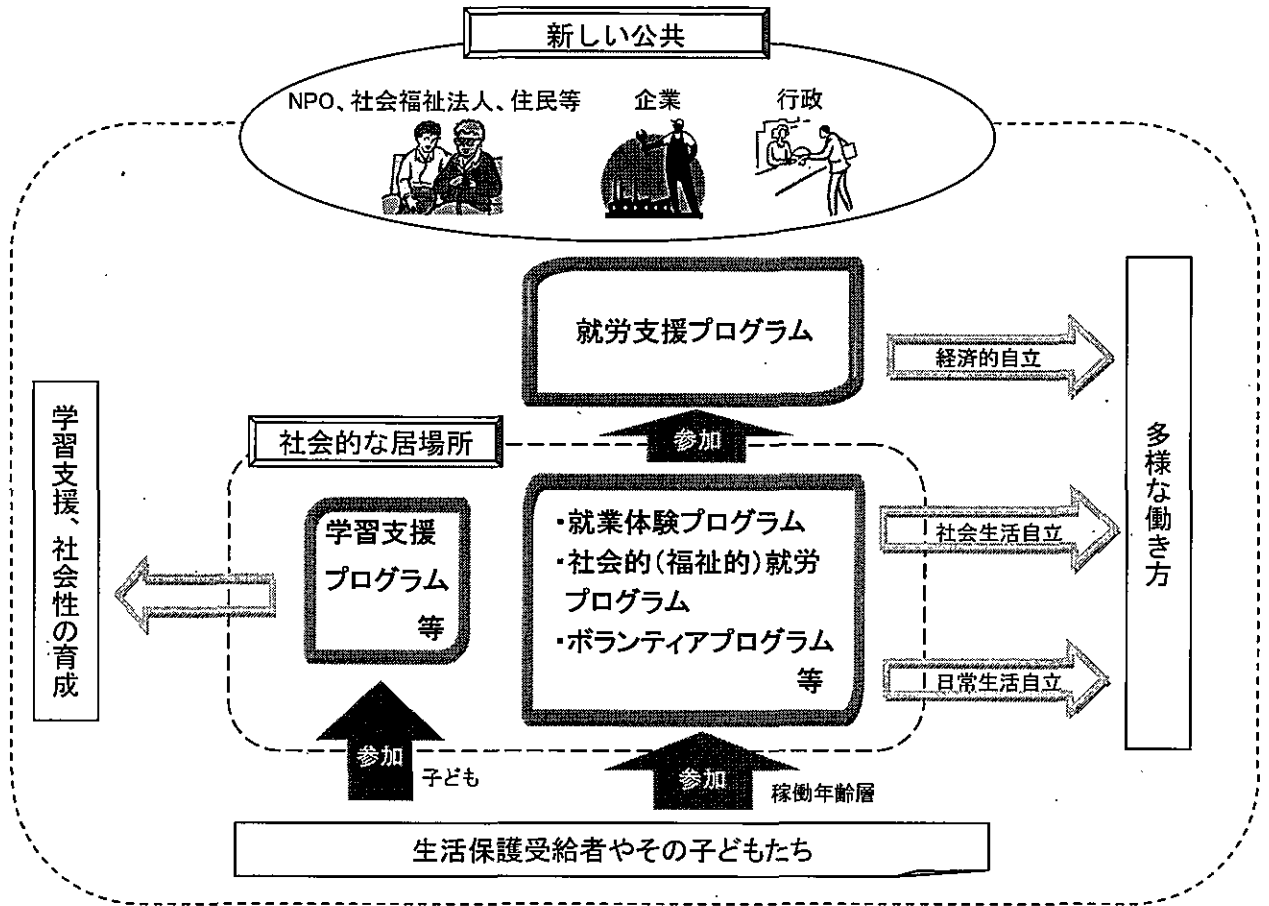 新しい公共
NPO、社会福祉法人、住民等
企業
行政
就労支援プログラム
経済的自立
社会的な居場所
参加
学習支援、社会性の育成
学習支援
プログラム
等
・就業体験プログラム
・社会的(福祉的)就労
プログラム
・ボランティアプログラム
等
社会生活自立
日常生活自立
多様な働き方
参加
子ども
参加
稼働年齢層
生活保護受給者やその子どもたち